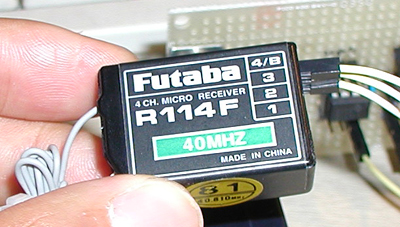 Futaba
4 CH. MICRO RECEIVER
R114F
40MHZ
MADE IN CHINA
4/B
3
2
1
81